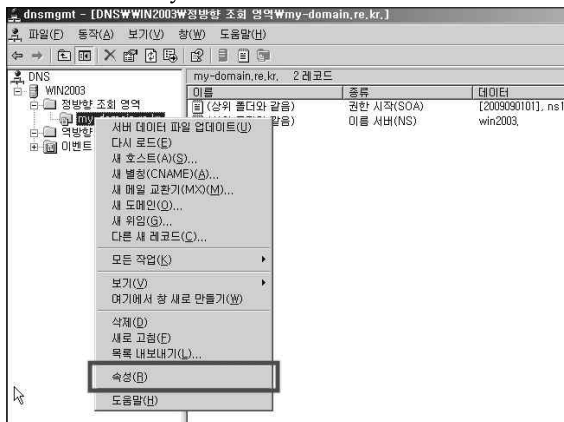 dnsmgmt - [DNS₩WIN2003₩정방향 조회 영역₩my-domain,re,kr,]
파일(F) 동작(A) 보기(V) 창(W) 도움말(H)
DNS
WIN2003
정방향 조회 영역
my
역방향
이벤트
my-domain,re,kr, 2레코드
이름 종류 데이터
(상위 폴더와 같음) 권한 시작(SOA) [2009090101], ns1
같음) 이름 서버(NS) win2003,
서버 데이터 파일 업데이트(U)
다시 로드(E)
새 호스트(A)(S)...
새 별칭(CNAME)(A)...
새 메일 교환기(MX)(M)...
새 도메인(O)...
새 위임(G)...
다른 새 레코드(C)...
모든 작업(K)
보기(V)
여기에서 창 새로 만들기(W)
삭제(D)
새로 고침(F)
목록 내보내기(L)...
속성(R)
도움말(H)